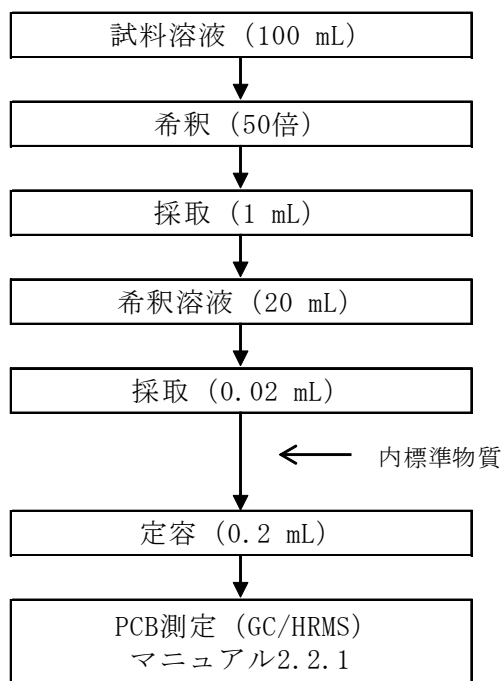 試料溶液 (100 mL)
希釈 (50倍)
採取 (1 mL)
希釈溶液 (20 mL)
採取 (0.02 mL)
内標準物質
定容 (0.2 mL)
PCB測定 (GC/HRMS)
マニュアル2.2.1